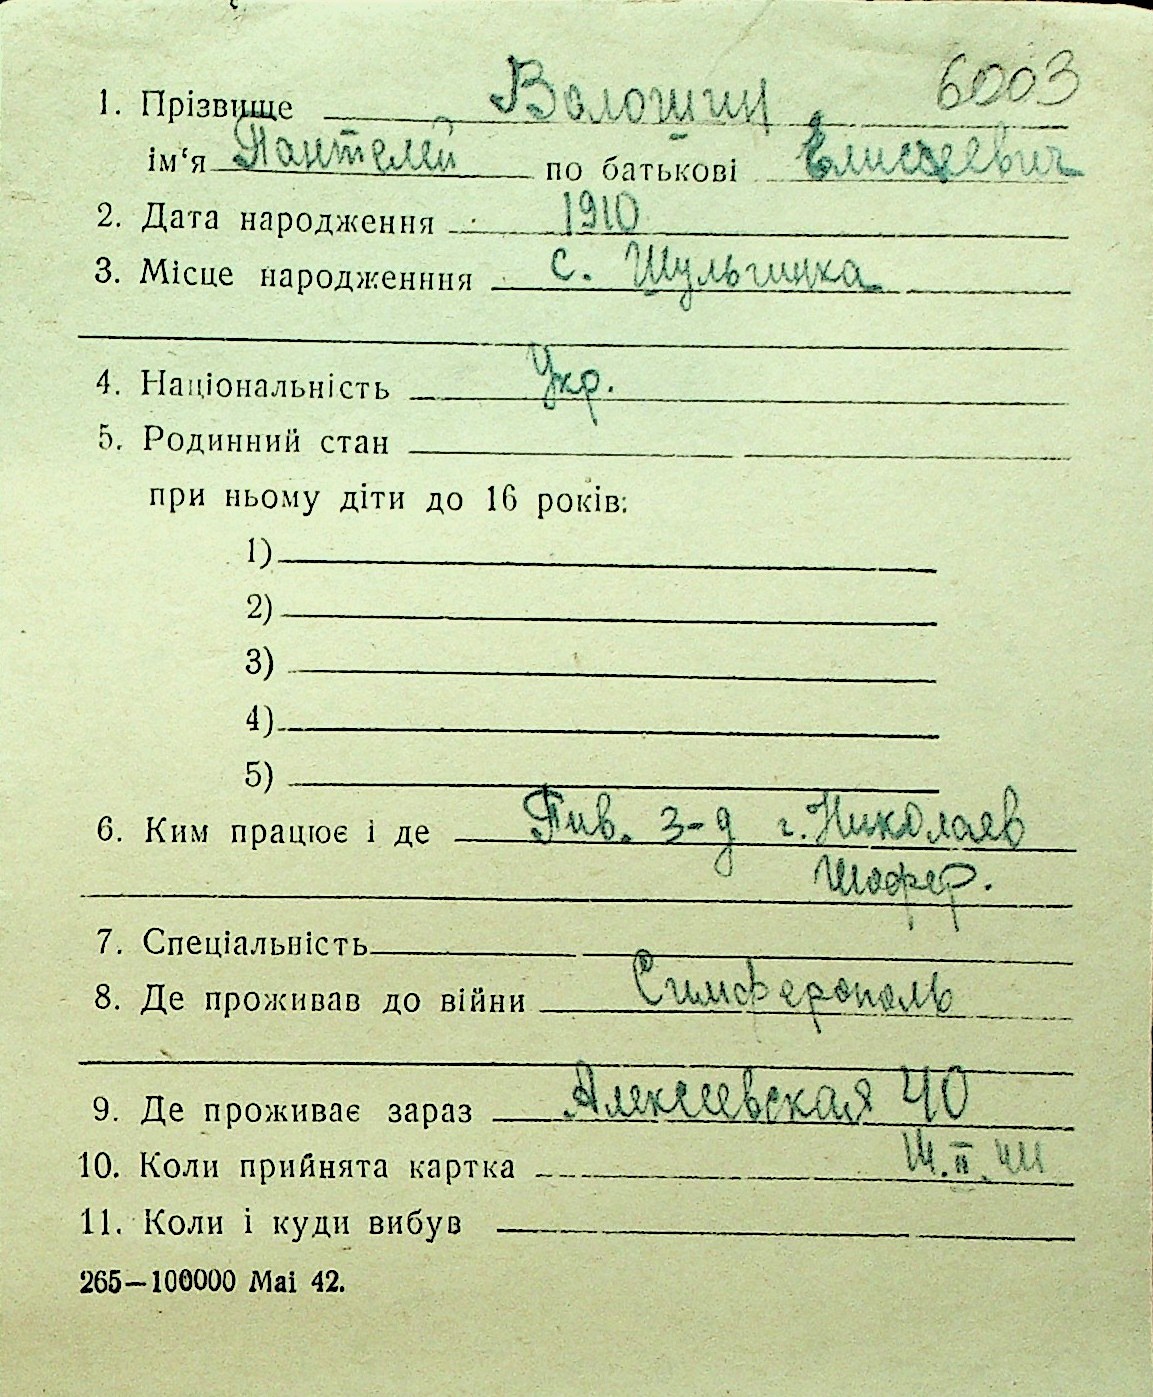 6003
1. Прізвище Волошин
ім‘я Пантелей по батькові Елисеевич
2. Дата народження 1910
3. Місце народженння с. Шульгинка
4. Національність Укр.
5. Родинний стан
при ньому діти до 16 років:
1)
2)
3)
4)
5)
6. Ким працює і де Пив. з-д г. Николаев
Шофер.
7. Спеціальність
8. Де проживав до війни Симферополь
9. Де проживає зараз Алексеевская 40
10. Коли прийнята картка
11. Коли і куди вибув
265—100000 Mai 42.